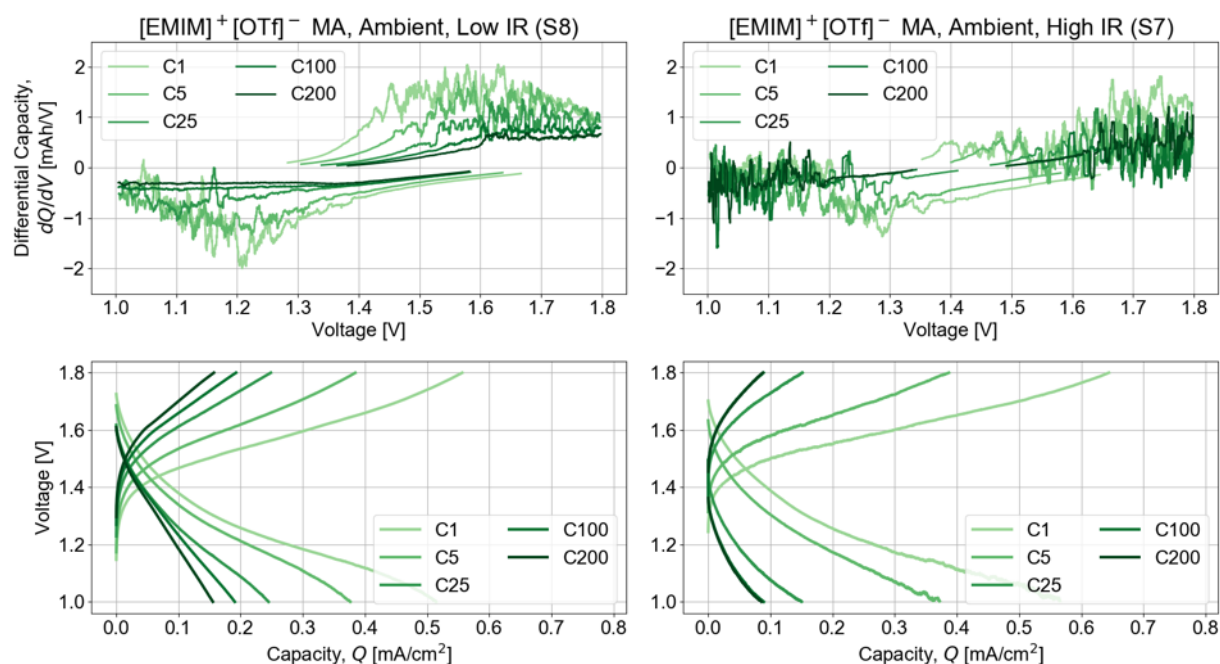 [EMIM]⁺[OTf]⁻ MA, Ambient, Low IR (S8)
C1
C5
C25
C100
C200
Differential Capacity,
dQ/dV [mAh/V]
2
1
0
−1
−2
1.0 1.1 1.2 1.3 1.4 1.5 1.6 1.7 1.8
Voltage [V]
[EMIM]⁺[OTf]⁻ MA, Ambient, High IR (S7)
C1
C5
C25
C100
C200
2
1
0
−1
−2
1.0 1.1 1.2 1.3 1.4 1.5 1.6 1.7 1.8
Voltage [V]
Voltage [V]
1.8
1.6
1.4
1.2
1.0
C1
C5
C25
C100
C200
0.0 0.1 0.2 0.3 0.4 0.5 0.6 0.7 0.8
Capacity, Q [mA/cm²]
1.8
1.6
1.4
1.2
1.0
C1
C5
C25
C100
C200
0.0 0.1 0.2 0.3 0.4 0.5 0.6 0.7 0.8
Capacity, Q [mA/cm²]